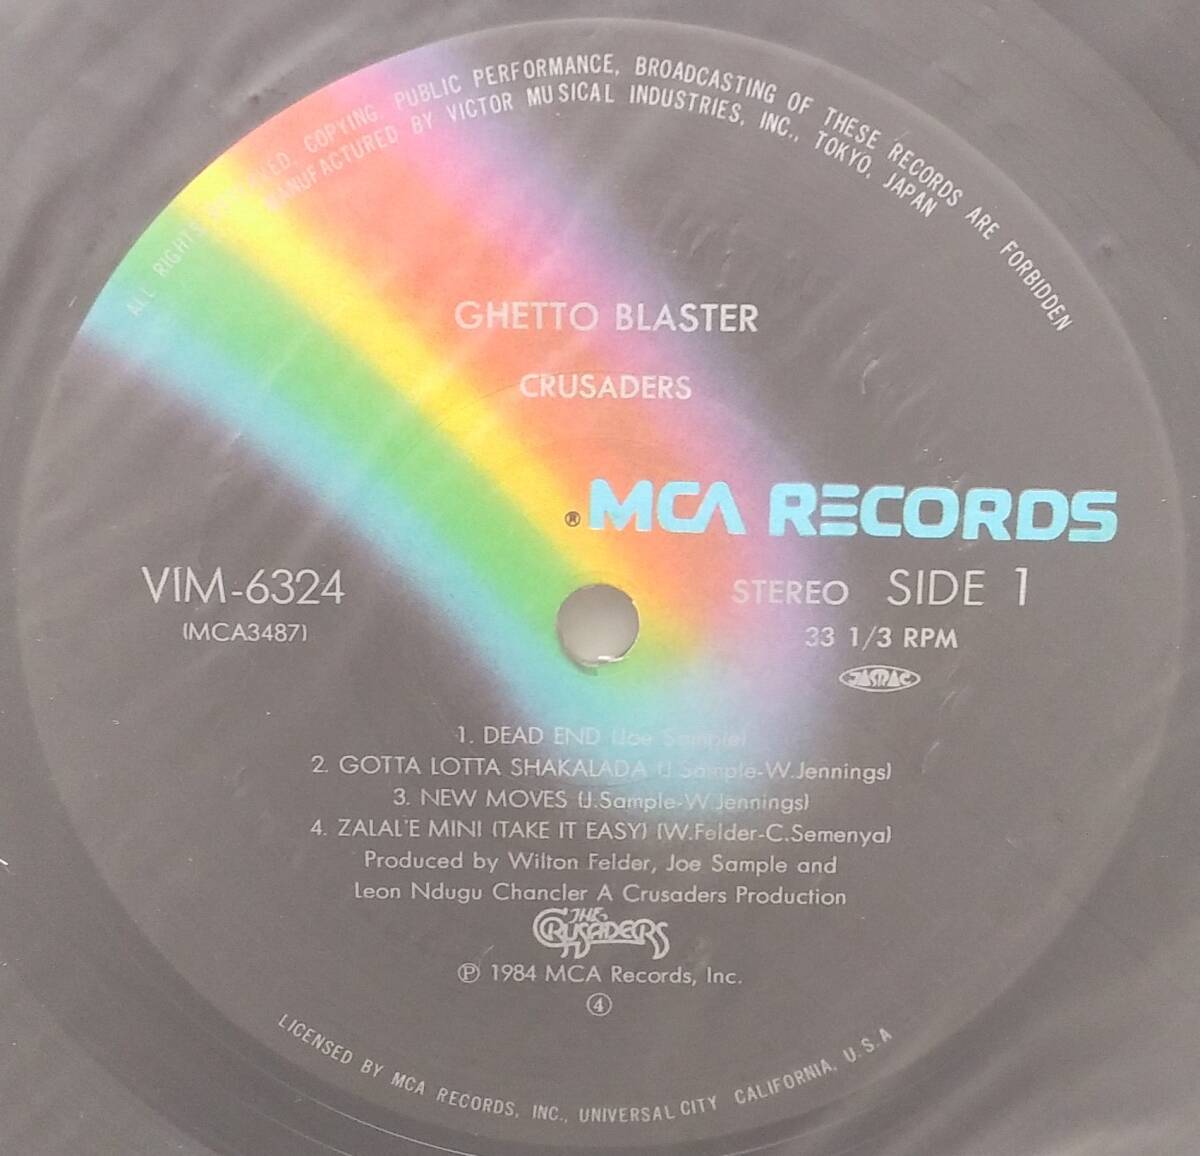 ALL RIGHTS RESERVED. COPYING, PUBLIC PERFORMANCE, BROADCASTING OF THESE RECORDS ARE FORBIDDEN
MANUFACTURED BY VICTOR MUSICAL INDUSTRIES, INC., TOKYO, JAPAN
GHETTO BLASTER
CRUSADERS
® MCA RECORDS
VIM-6324
(MCA3487)
STEREO SIDE 1
33 1/3 RPM
JASRAC
1. DEAD END (Joe Sample)
2. GOTTA LOTTA SHAKALADA (J.Sample-W.Jennings)
3. NEW MOVES (J.Sample-W.Jennings)
4. ZALAL'E MINI (TAKE IT EASY) (W.Felder-C.Semenya)
Produced by Wilton Felder, Joe Sample and
Leon Ndugu Chancler A Crusaders Production
THE CRUSADERS
℗ 1984 MCA Records, Inc.
④
LICENSED BY MCA RECORDS, INC., UNIVERSAL CITY CALIFORNIA, U.S.A